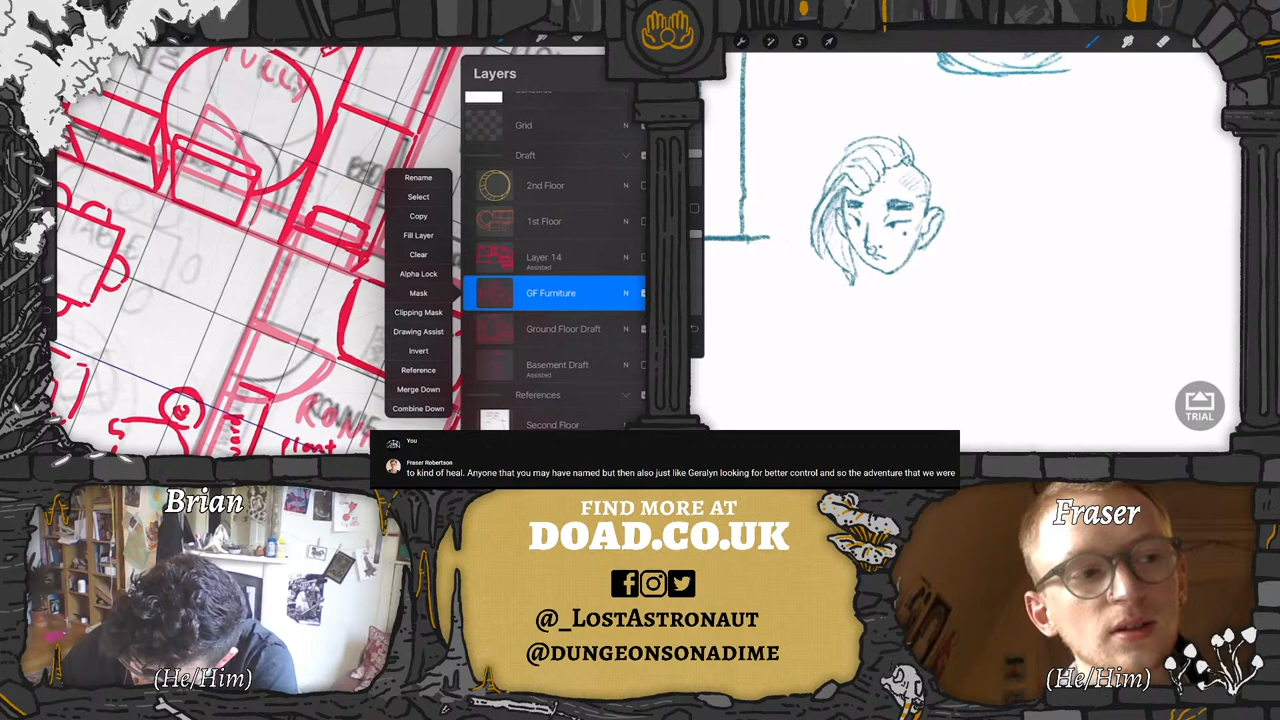 TULLY
Layers
Grid
N
Draft
2nd Floor
N
1st Floor
N
Layer 14
N
Assisted
GF Furniture
N
Ground Floor Draft
N
Basement Draft
N
Assisted
References
Second Floor
Rename
Select
Copy
Fill Layer
Clear
Alpha Lock
Mask
Clipping Mask
Drawing Assist
Invert
Reference
Merge Down
Combine Down
TABLE
plant
TRIAL
You
Fraser Robertson
to kind of heal. Anyone that you may have named but then also just like Geralyn looking for better control and so the adventure that we were
Brian
(He/Him)
FIND MORE AT
DOAD.CO.UK
@_LostAstronaut
@dungeonsonadime
Fraser
(He/Him)